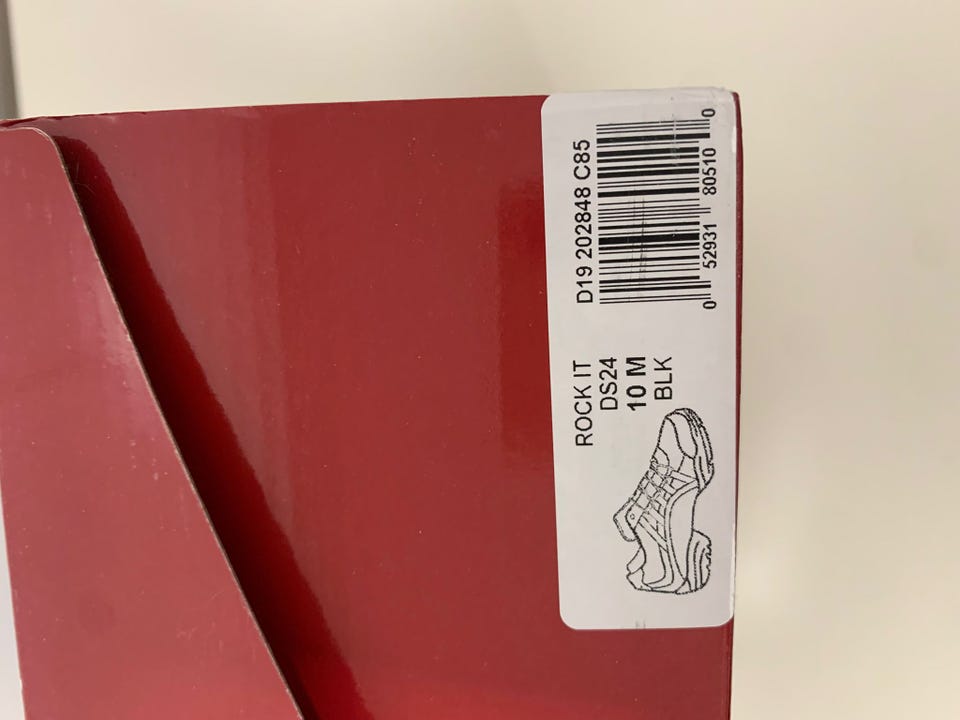 D19 202848 C85
0 52931 80510 0
ROCK IT
DS24
10 M
BLK